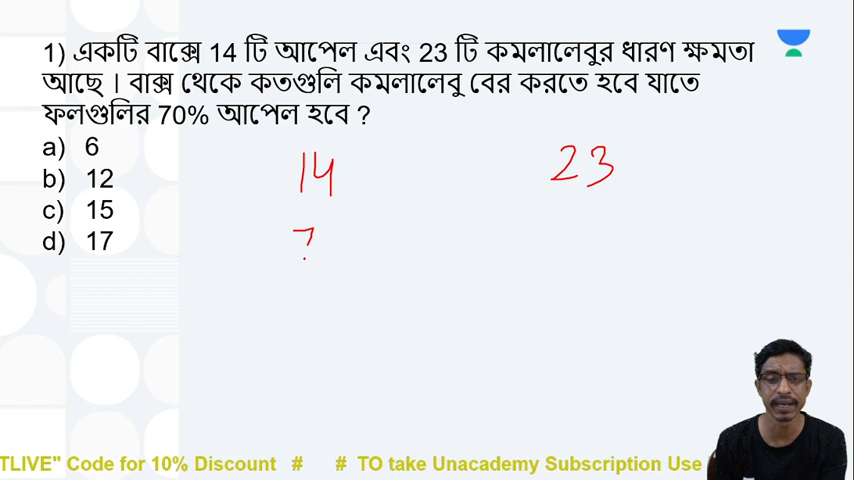 1) একটি বাক্সে 14 টি আপেল এবং 23 টি কমলালেবুর ধারণ ক্ষমতা
আছে । বাক্স থেকে কতগুলি কমলালেবু বের করতে হবে যাতে
ফলগুলির 70% আপেল হবে ?
a) 6
b) 12
c) 15
d) 17
14 23
?
TLIVE" Code for 10% Discount # # TO take Unacademy Subscription Use